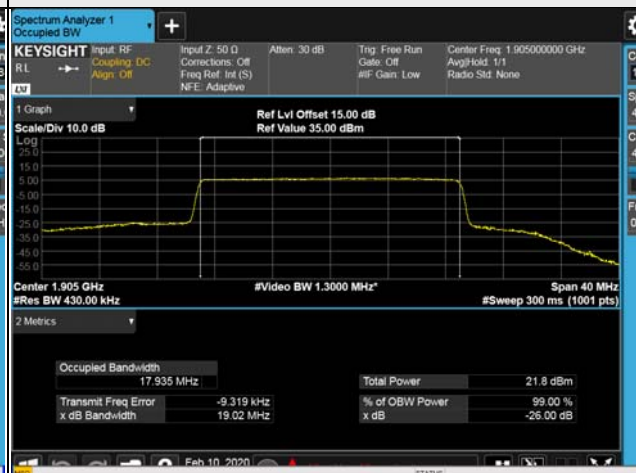 Spectrum Analyzer 1
Occupied BW
+
KEYSIGHT
RL
LXI
Input: RF
Coupling: DC
Align: Off
Input Z: 50 Ω
Corrections: Off
Freq Ref: Int (S)
NFE: Adaptive
Atten: 30 dB
Trig: Free Run
Gate: Off
#IF Gain: Low
Center Freq: 1.905000000 GHz
Avg|Hold: 1/1
Radio Std: None
1 Graph
Scale/Div 10.0 dB
Ref Lvl Offset 15.00 dB
Ref Value 35.00 dBm
Log
25.0
15.0
5.00
-5.00
-15.0
-25.0
-35.0
-45.0
-55.0
Center 1.905 GHz
#Res BW 430.00 kHz
#Video BW 1.3000 MHz*
Span 40 MHz
#Sweep 300 ms (1001 pts)
2 Metrics
Occupied Bandwidth
17.935 MHz
Total Power 21.8 dBm
Transmit Freq Error -9.319 kHz
% of OBW Power 99.00 %
x dB Bandwidth 19.02 MHz
x dB -26.00 dB
Feb 10, 2020
MSG
STATUS